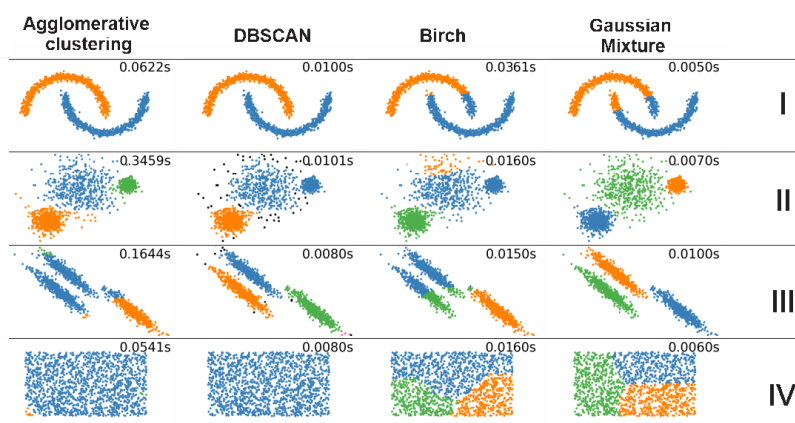 Agglomerative
clustering
DBSCAN
Birch
Gaussian
Mixture
0.0622s
0.0100s
0.0361s
0.0050s
I
0.3459s
0.0101s
0.0160s
0.0070s
II
0.1644s
0.0080s
0.0150s
0.0100s
III
0.0541s
0.0080s
0.0160s
0.0060s
IV